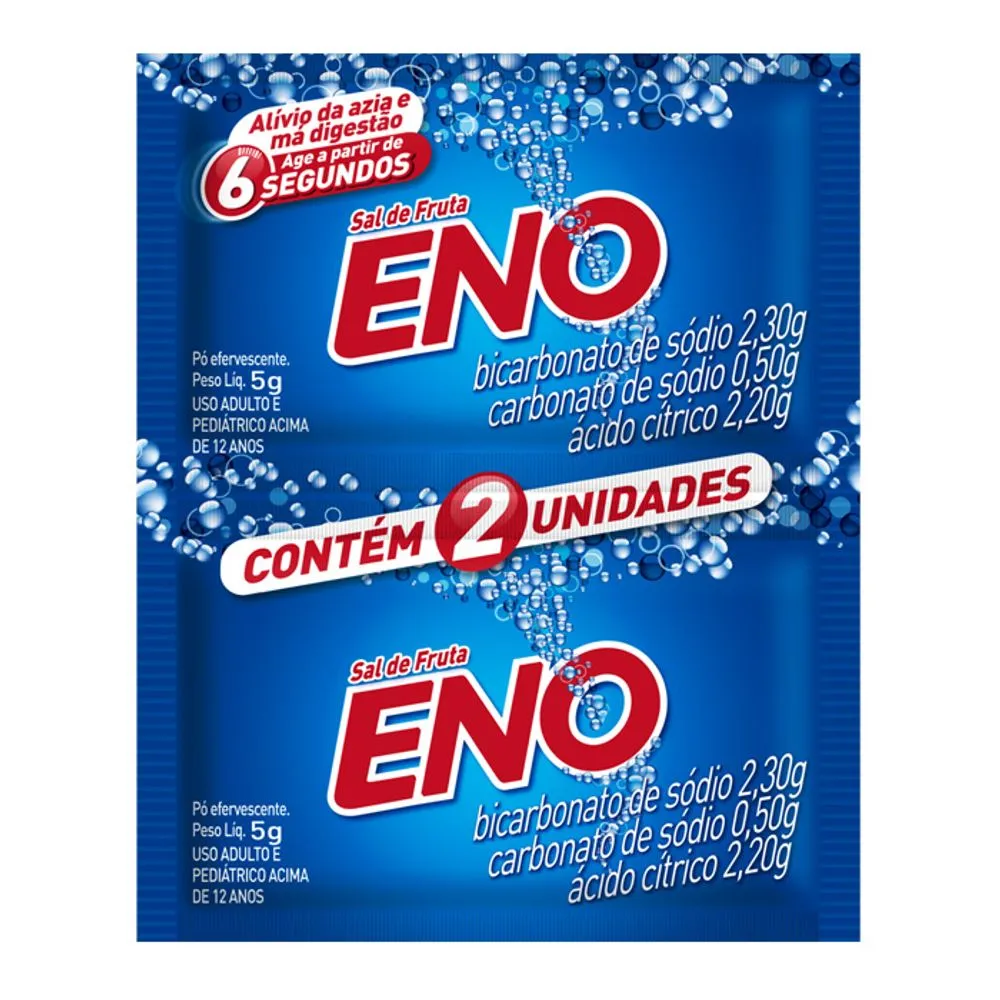 Alívio da azia e
má digestão
6 Age a partir de
SEGUNDOS
Sal de Fruta
ENO
bicarbonato de sódio 2,30g
carbonato de sódio 0,50g
ácido cítrico 2,20g
Pó efervescente.
Peso Líq. 5g
USO ADULTO E
PEDIÁTRICO ACIMA
DE 12 ANOS
CONTÉM 2 UNIDADES
Sal de Fruta
ENO
bicarbonato de sódio 2,30g
carbonato de sódio 0,50g
ácido cítrico 2,20g
Pó efervescente.
Peso Líq. 5g
USO ADULTO E
PEDIÁTRICO ACIMA
DE 12 ANOS